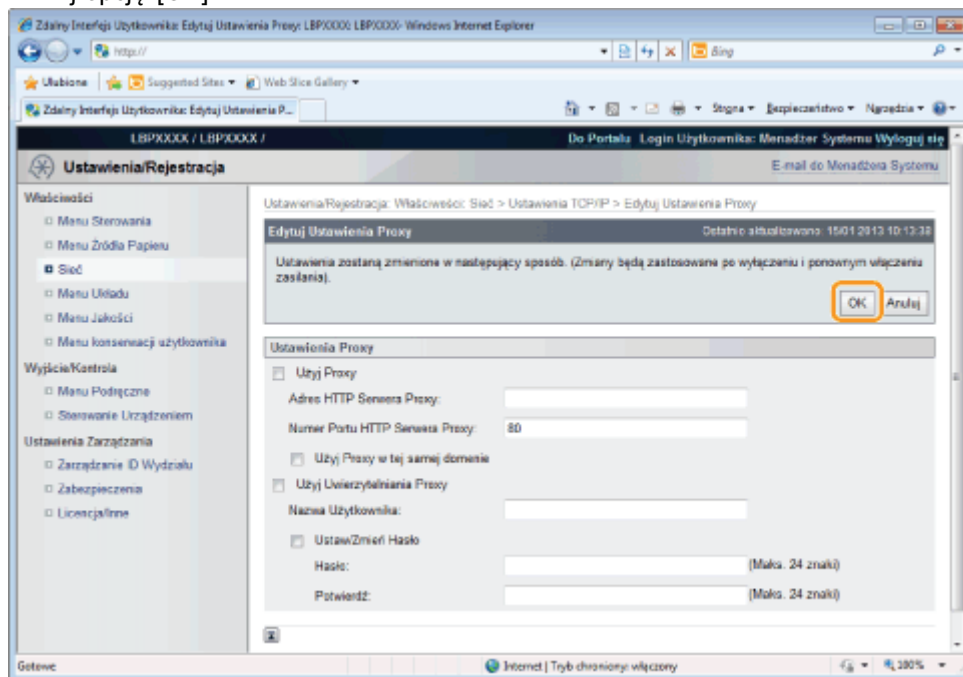 Zdalny Interfejs Użytkownika: Edytuj Ustawienia Proxy: LBPXXXX: LBPXXXX- Windows Internet Explorer
http://
Bing
Ulubione Suggested Sites Web Slice Gallery
Zdalny Interfejs Użytkownika: Edytuj Ustawienia P... Strona Bezpieczeństwo Narzędzia
LBPXXXX / LBPXXXX / Do Portalu Login Użytkownika: Menadżer Systemu Wyloguj się
Ustawienia/Rejestracja E-mail do Menadżera Systemu
Właściwości
Menu Sterowania
Menu Źródła Papieru
Sieć
Menu Układu
Menu Jakości
Menu konserwacji użytkownika
Wyjście/Kontrola
Menu Podręczne
Sterowanie Urządzeniem
Ustawienia Zarządzania
Zarządzanie ID Wydziału
Zabezpieczenia
Licencja/Inne
Ustawienia/Rejestracja: Właściwości: Sieć > Ustawienia TCP/IP > Edytuj Ustawienia Proxy
Edytuj Ustawienia Proxy Ostatnio aktualizowano: 15/01 2013 10:13:38
Ustawienia zostaną zmienione w następujący sposób. (Zmiany będą zastosowane po wyłączeniu i ponownym włączeniu
zasilania).
OK Anuluj
Ustawienia Proxy
Użyj Proxy
Adres HTTP Serwera Proxy:
Numer Portu HTTP Serwera Proxy: 80
Użyj Proxy w tej samej domenie
Użyj Uwierzytelniania Proxy
Nazwa Użytkownika:
Ustaw/Zmień Hasło
Hasło: (Maks. 24 znaki)
Potwierdź: (Maks. 24 znaki)
Gotowe Internet | Tryb chroniony: włączony 100%